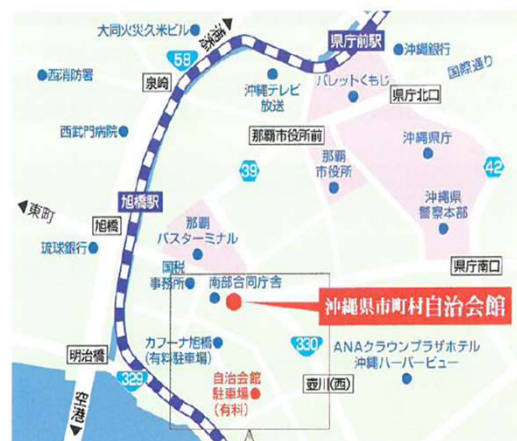 大同火災久米ビル
浦添
58
泉崎
西消防署
西武門病院
沖縄テレビ
放送
県庁前駅
沖縄銀行
国際通り
パレットくもじ
県庁北口
那覇市役所前
39
那覇
市役所
沖縄県庁
42
沖縄県
警察本部
旭橋駅
東町
旭橋
琉球銀行
那覇
バスターミナル
国税
事務所
南部合同庁舎
県庁南口
沖縄県市町村自治会館
明治橋
カフーナ旭橋
(有料駐車場)
330
ANAクラウンプラザホテル
沖縄ハーバービュー
329
自治会館
駐車場
(有料)
壺川(西)
空港